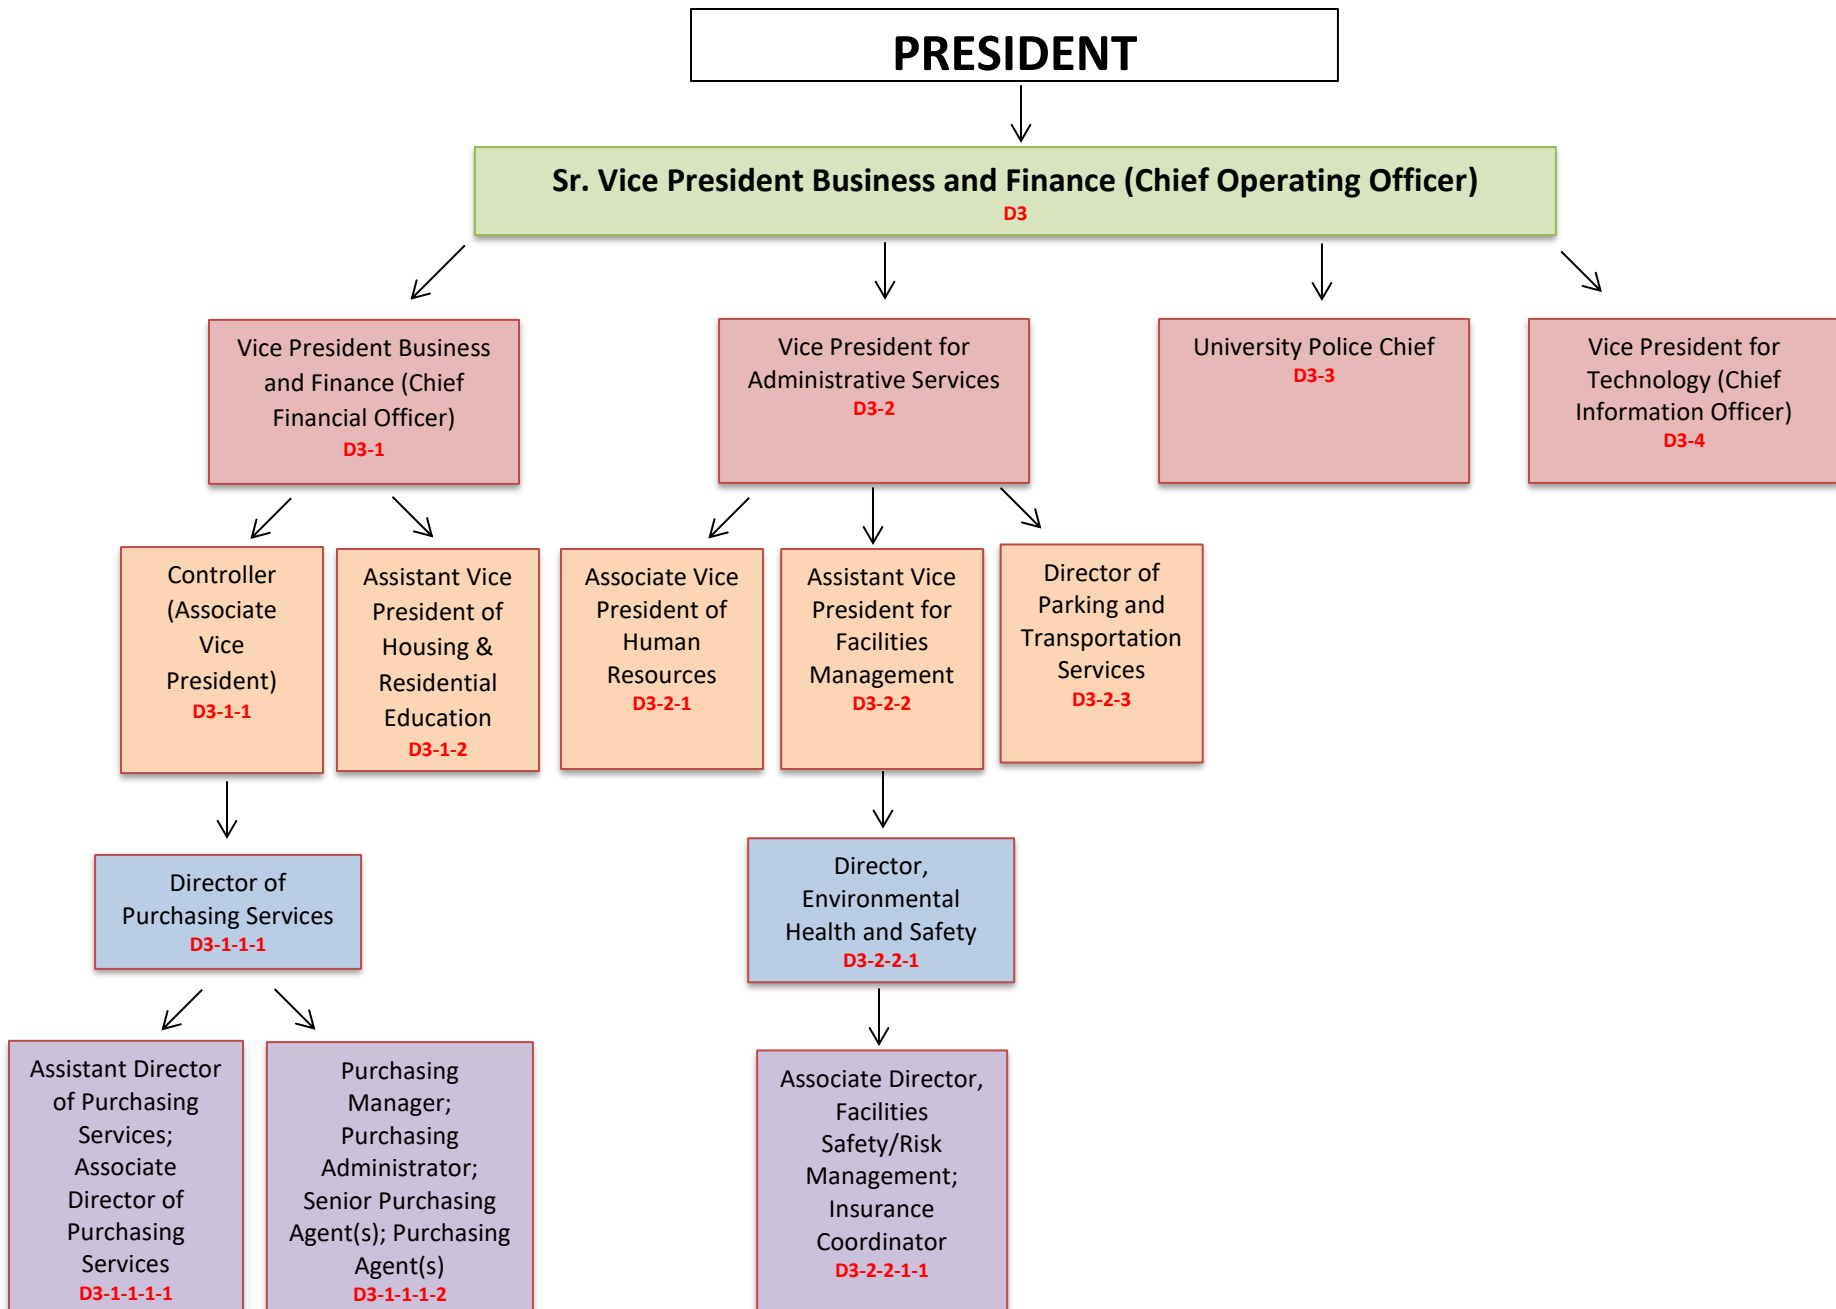 PRESIDENT
Sr. Vice President Business and Finance (Chief Operating Officer)
D3
Vice President Business
and Finance (Chief
Financial Officer)
D3-1
Vice President for
Administrative Services
D3-2
University Police Chief
D3-3
Vice President for
Technology (Chief
Information Officer)
D3-4
Controller
(Associate
Vice
President)
D3-1-1
Assistant Vice
President of
Housing &
Residential
Education
D3-1-2
Associate Vice
President of
Human
Resources
D3-2-1
Assistant Vice
President for
Facilities
Management
D3-2-2
Director of
Parking and
Transportation
Services
D3-2-3
Director of
Purchasing Services
D3-1-1-1
Director,
Environmental
Health and Safety
D3-2-2-1
Assistant Director
of Purchasing
Services;
Associate
Director of
Purchasing
Services
D3-1-1-1-1
Purchasing
Manager;
Purchasing
Administrator;
Senior Purchasing
Agent(s); Purchasing
Agent(s)
D3-1-1-1-2
Associate Director,
Facilities
Safety/Risk
Management;
Insurance
Coordinator
D3-2-2-1-1